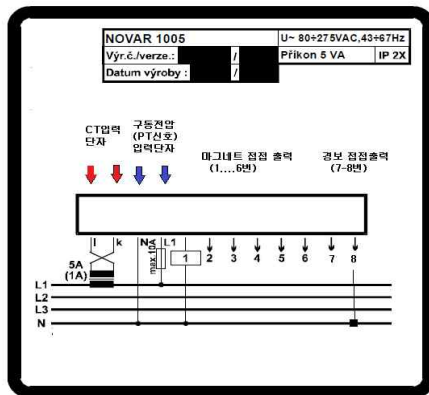 NOVAR 1005
U~ 80÷275VAC,43÷67Hz
Výr.č./verze.: /
Příkon 5 VA
IP 2X
Datum výroby : /
CT입력
단자
구동전압
(PT신호)
입력단자
마그네트 접점 출력
(1....6번)
경보 접점출력
(7-8번)
l k N L1 1 2 3 4 5 6 7 8
max.10A
5A
(1A)
L1
L2
L3
N